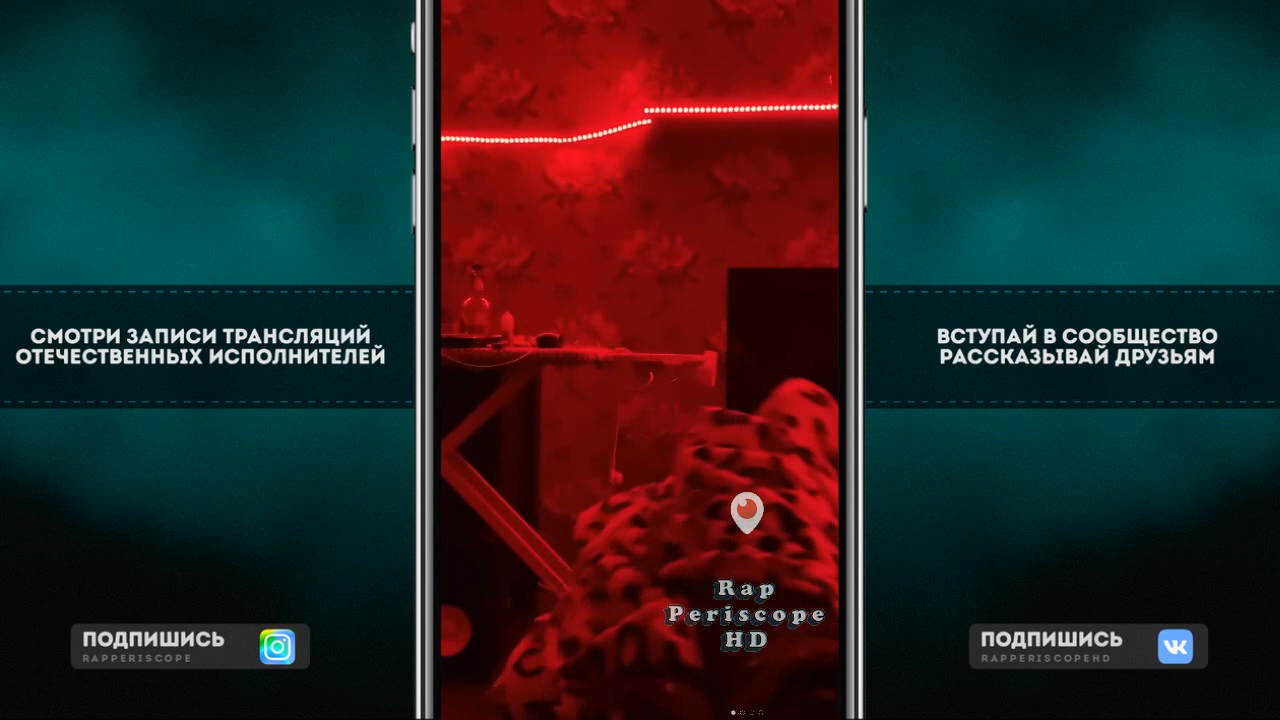 СМОТРИ ЗАПИСИ ТРАНСЛЯЦИЙ
ОТЕЧЕСТВЕННЫХ ИСПОЛНИТЕЛЕЙ
ПОДПИШИСЬ
RAPPERISCOPE
Rap
Periscope
HD
ВСТУПАЙ В СООБЩЕСТВО
РАССКАЗЫВАЙ ДРУЗЬЯМ
ПОДПИШИСЬ
RAPPERISCOPEHD